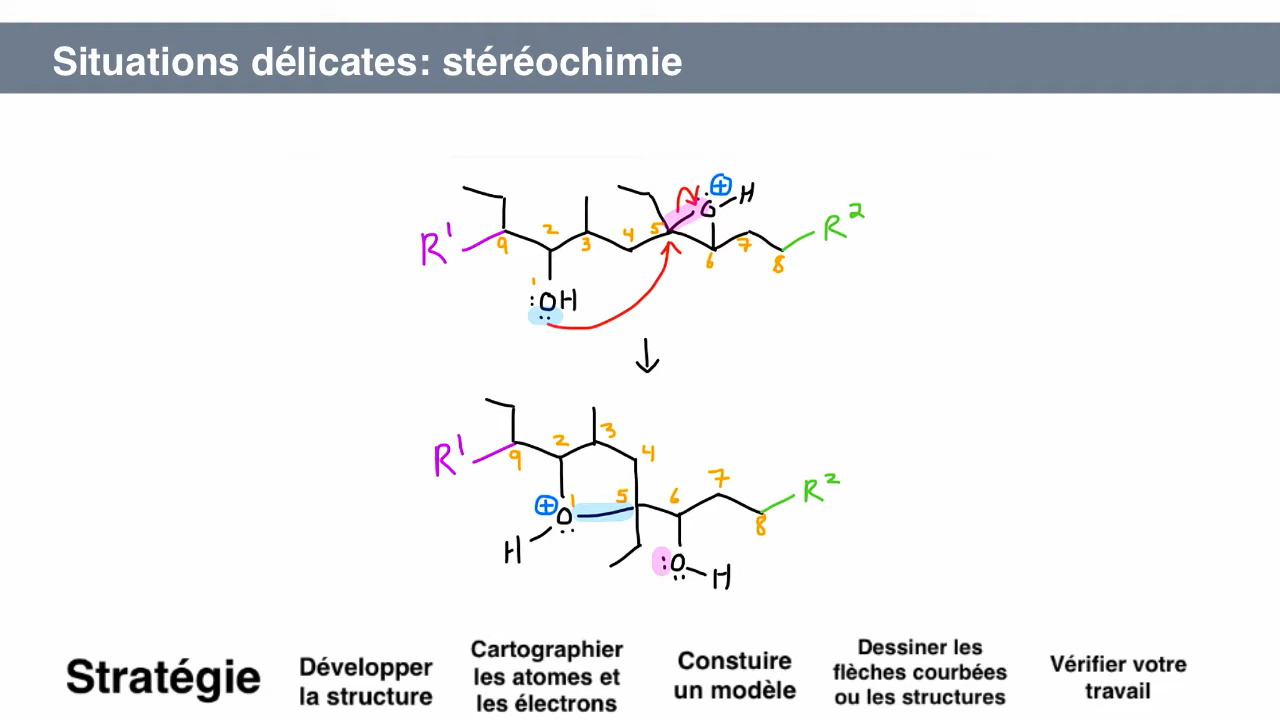 Situations délicates: stéréochimie
⊕
:O H
R¹ 9 2 3 4 5 6 7 8 R²
1
:OH
R¹ 9 2 3 4 7 R²
⊕ 1 5 6 8
O
H :O H
Stratégie
Développer
la structure
Cartographier
les atomes et
les électrons
Constuire
un modèle
Dessiner les
flèches courbées
ou les structures
Vérifier votre
travail